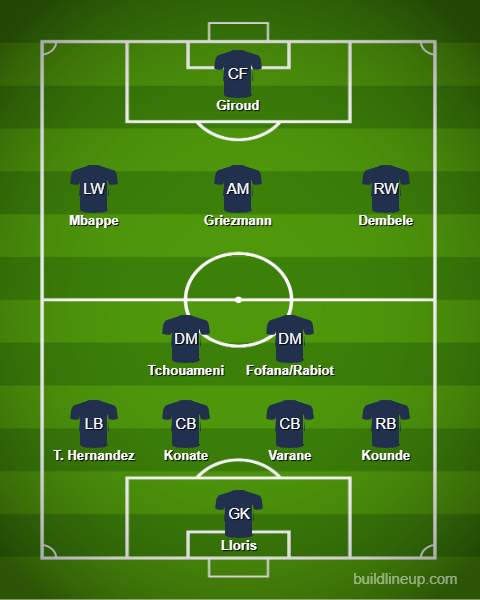 CF
Giroud
LW AM RW
Mbappe Griezmann Dembele
DM DM
Tchouameni Fofana/Rabiot
LB CB CB RB
T. Hernandez Konate Varane Kounde
GK
Lloris
buildlineup.com